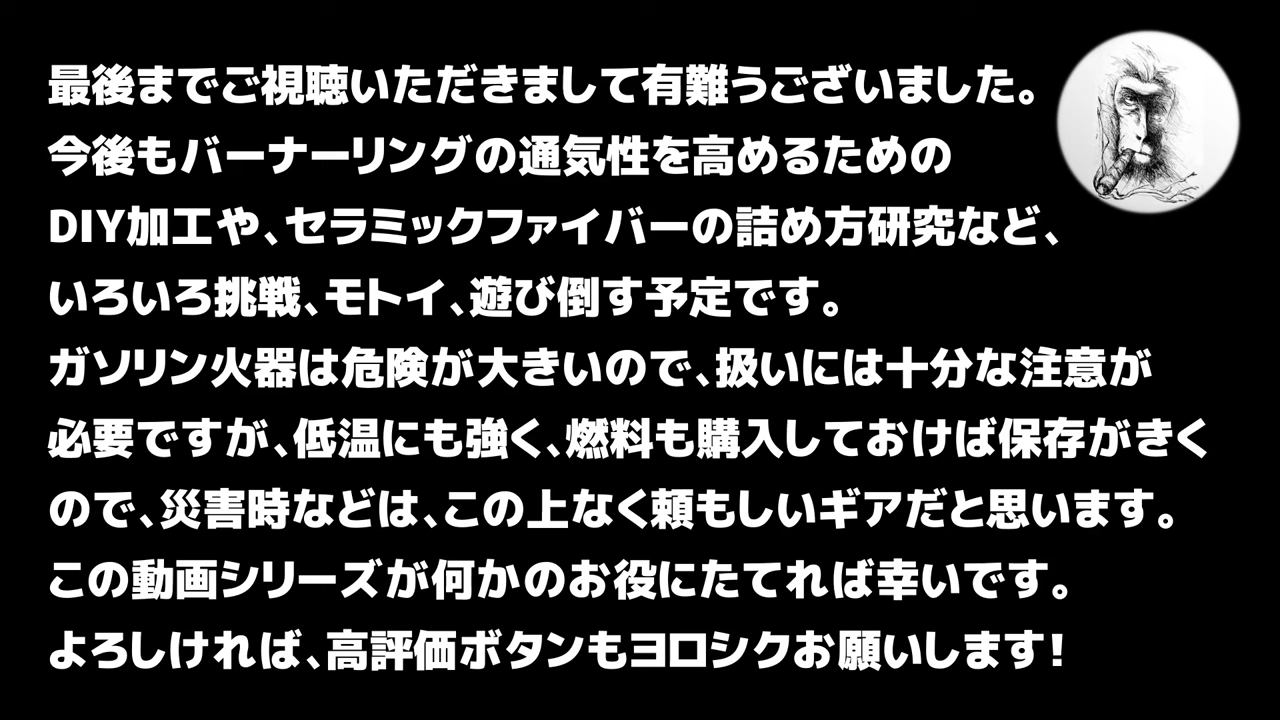 最後までご視聴いただきまして有難うございました。
今後もバーナーリングの通気性を高めるための
DIY加工や、セラミックファイバーの詰め方研究など、
いろいろ挑戦、モトイ、遊び倒す予定です。
ガソリン火器は危険が大きいので、扱いには十分な注意が
必要ですが、低温にも強く、燃料も購入しておけば保存がきく
ので、災害時などは、この上なく頼もしいギアだと思います。
この動画シリーズが何かのお役にたてれば幸いです。
よろしければ、高評価ボタンもヨロシクお願いします!